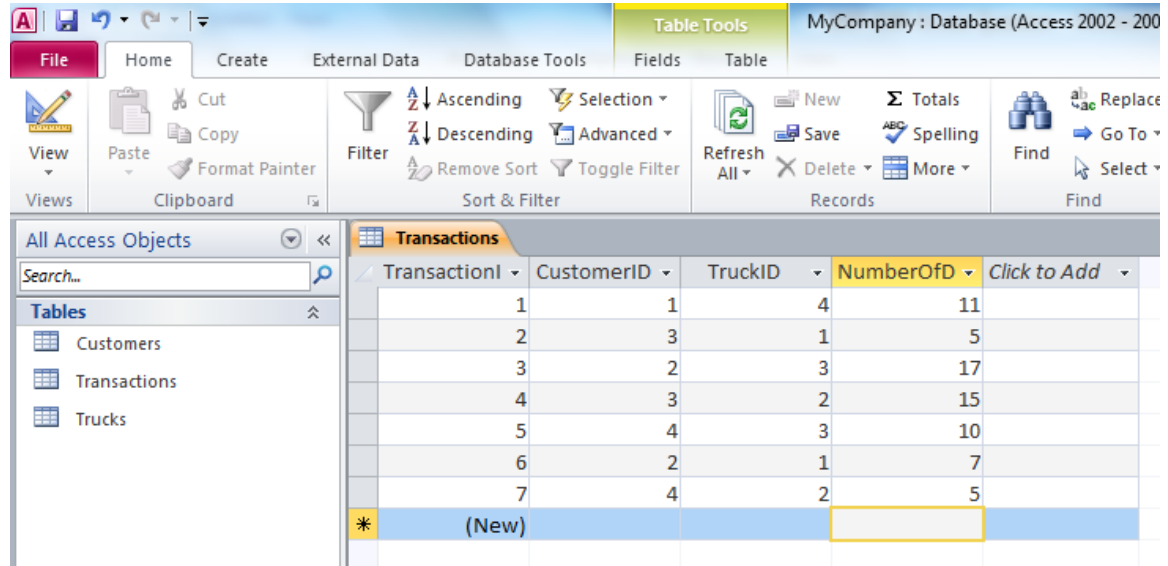 A
Table Tools MyCompany : Database (Access 2002 - 200
File Home Create External Data Database Tools Fields Table
View
Views
Paste
Cut
Copy
Format Painter
Clipboard
Filter
Ascending
Descending
Remove Sort
Selection
Advanced
Toggle Filter
Sort & Filter
Refresh
All
New
Save
Delete
Σ Totals
Spelling
More
Records
Find
Replace
Go To
Select
Find
All Access Objects
Search...
Tables
Customers
Transactions
Trucks
Transactions
TransactionI CustomerID TruckID NumberOfD Click to Add
1 1 4 11
2 3 1 5
3 2 3 17
4 3 2 15
5 4 3 10
6 2 1 7
7 4 2 5
(New)